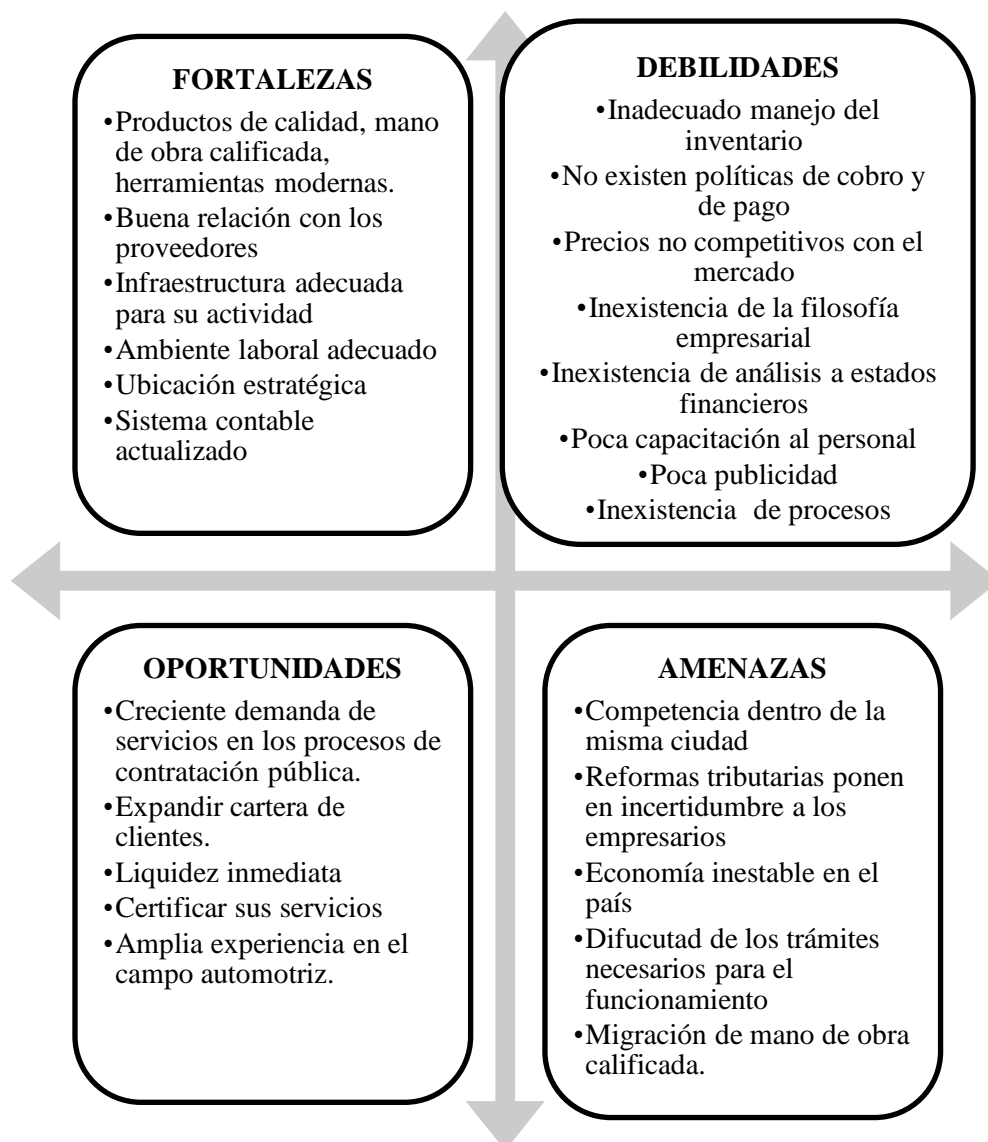 FORTALEZAS
•Productos de calidad, mano
de obra calificada,
herramientas modernas.
•Buena relación con los
proveedores
•Infraestructura adecuada
para su actividad
•Ambiente laboral adecuado
•Ubicación estratégica
•Sistema contable
actualizado
DEBILIDADES
•Inadecuado manejo del
inventario
•No existen políticas de cobro y
de pago
•Precios no competitivos con el
mercado
•Inexistencia de la filosofía
empresarial
•Inexistencia de análisis a estados
financieros
•Poca capacitación al personal
•Poca publicidad
•Inexistencia de procesos
OPORTUNIDADES
•Creciente demanda de
servicios en los procesos de
contratación pública.
•Expandir cartera de
clientes.
•Liquidez inmediata
•Certificar sus servicios
•Amplia experiencia en el
campo automotriz.
AMENAZAS
•Competencia dentro de la
misma ciudad
•Reformas tributarias ponen
en incertidumbre a los
empresarios
•Economía inestable en el
país
•Difucutad de los trámites
necesarios para el
funcionamiento
•Migración de mano de obra
calificada.